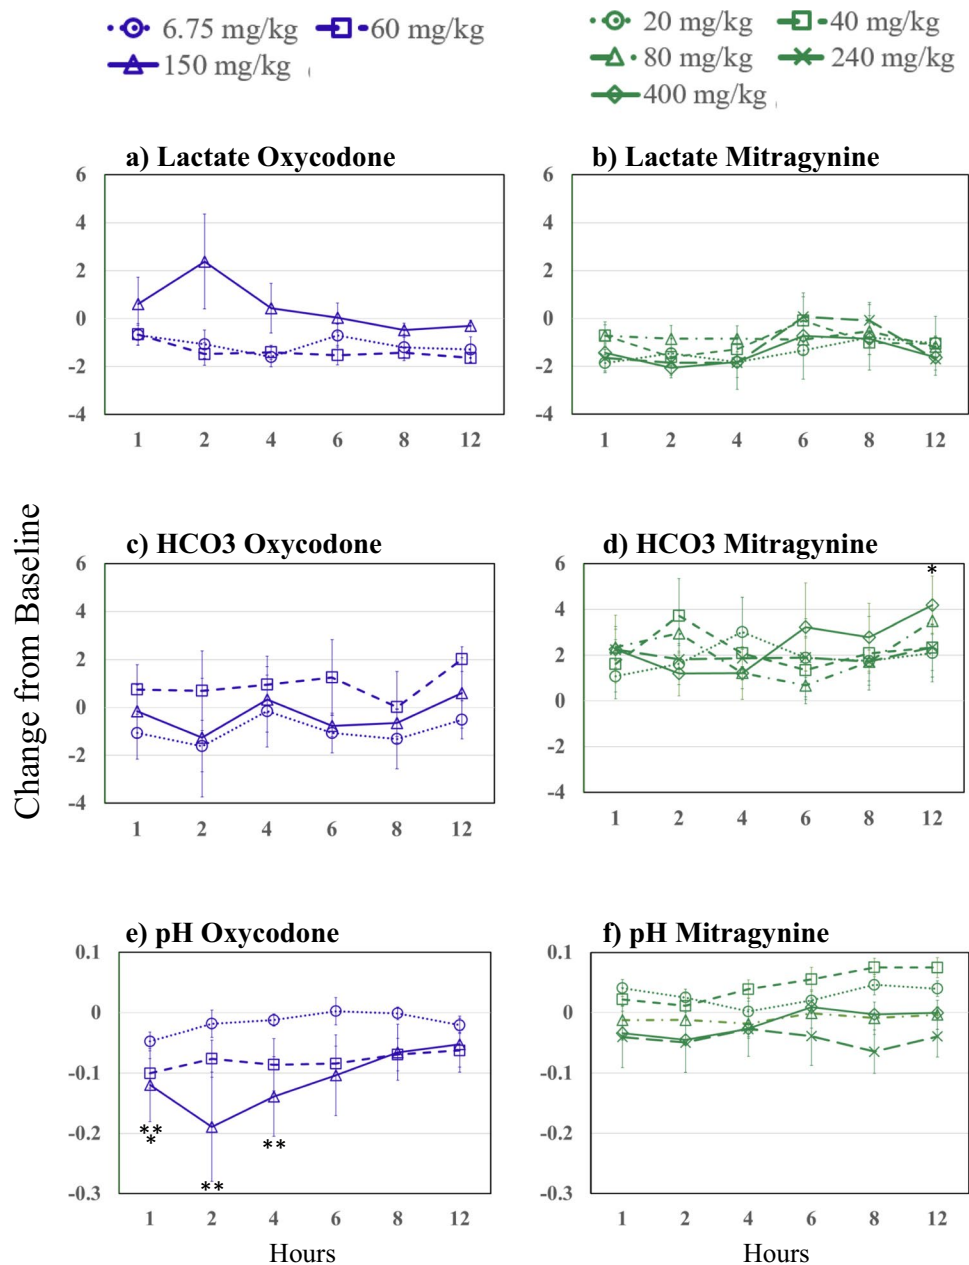 6.75 mg/kg 60 mg/kg
150 mg/kg
20 mg/kg 40 mg/kg
80 mg/kg 240 mg/kg
400 mg/kg
a) Lactate Oxycodone
6
4
2
0
-2
-4
1 2 4 6 8 12
b) Lactate Mitragynine
6
4
2
0
-2
-4
1 2 4 6 8 12
Change from Baseline
c) HCO3 Oxycodone
6
4
2
0
-2
-4
1 2 4 6 8 12
d) HCO3 Mitragynine
6
4
2
0
-2
-4
*
1 2 4 6 8 12
e) pH Oxycodone
0.1
0
-0.1
-0.2
-0.3
**
*
**
**
1 2 4 6 8 12
Hours
f) pH Mitragynine
0.1
0
-0.1
-0.2
-0.3
1 2 4 6 8 12
Hours